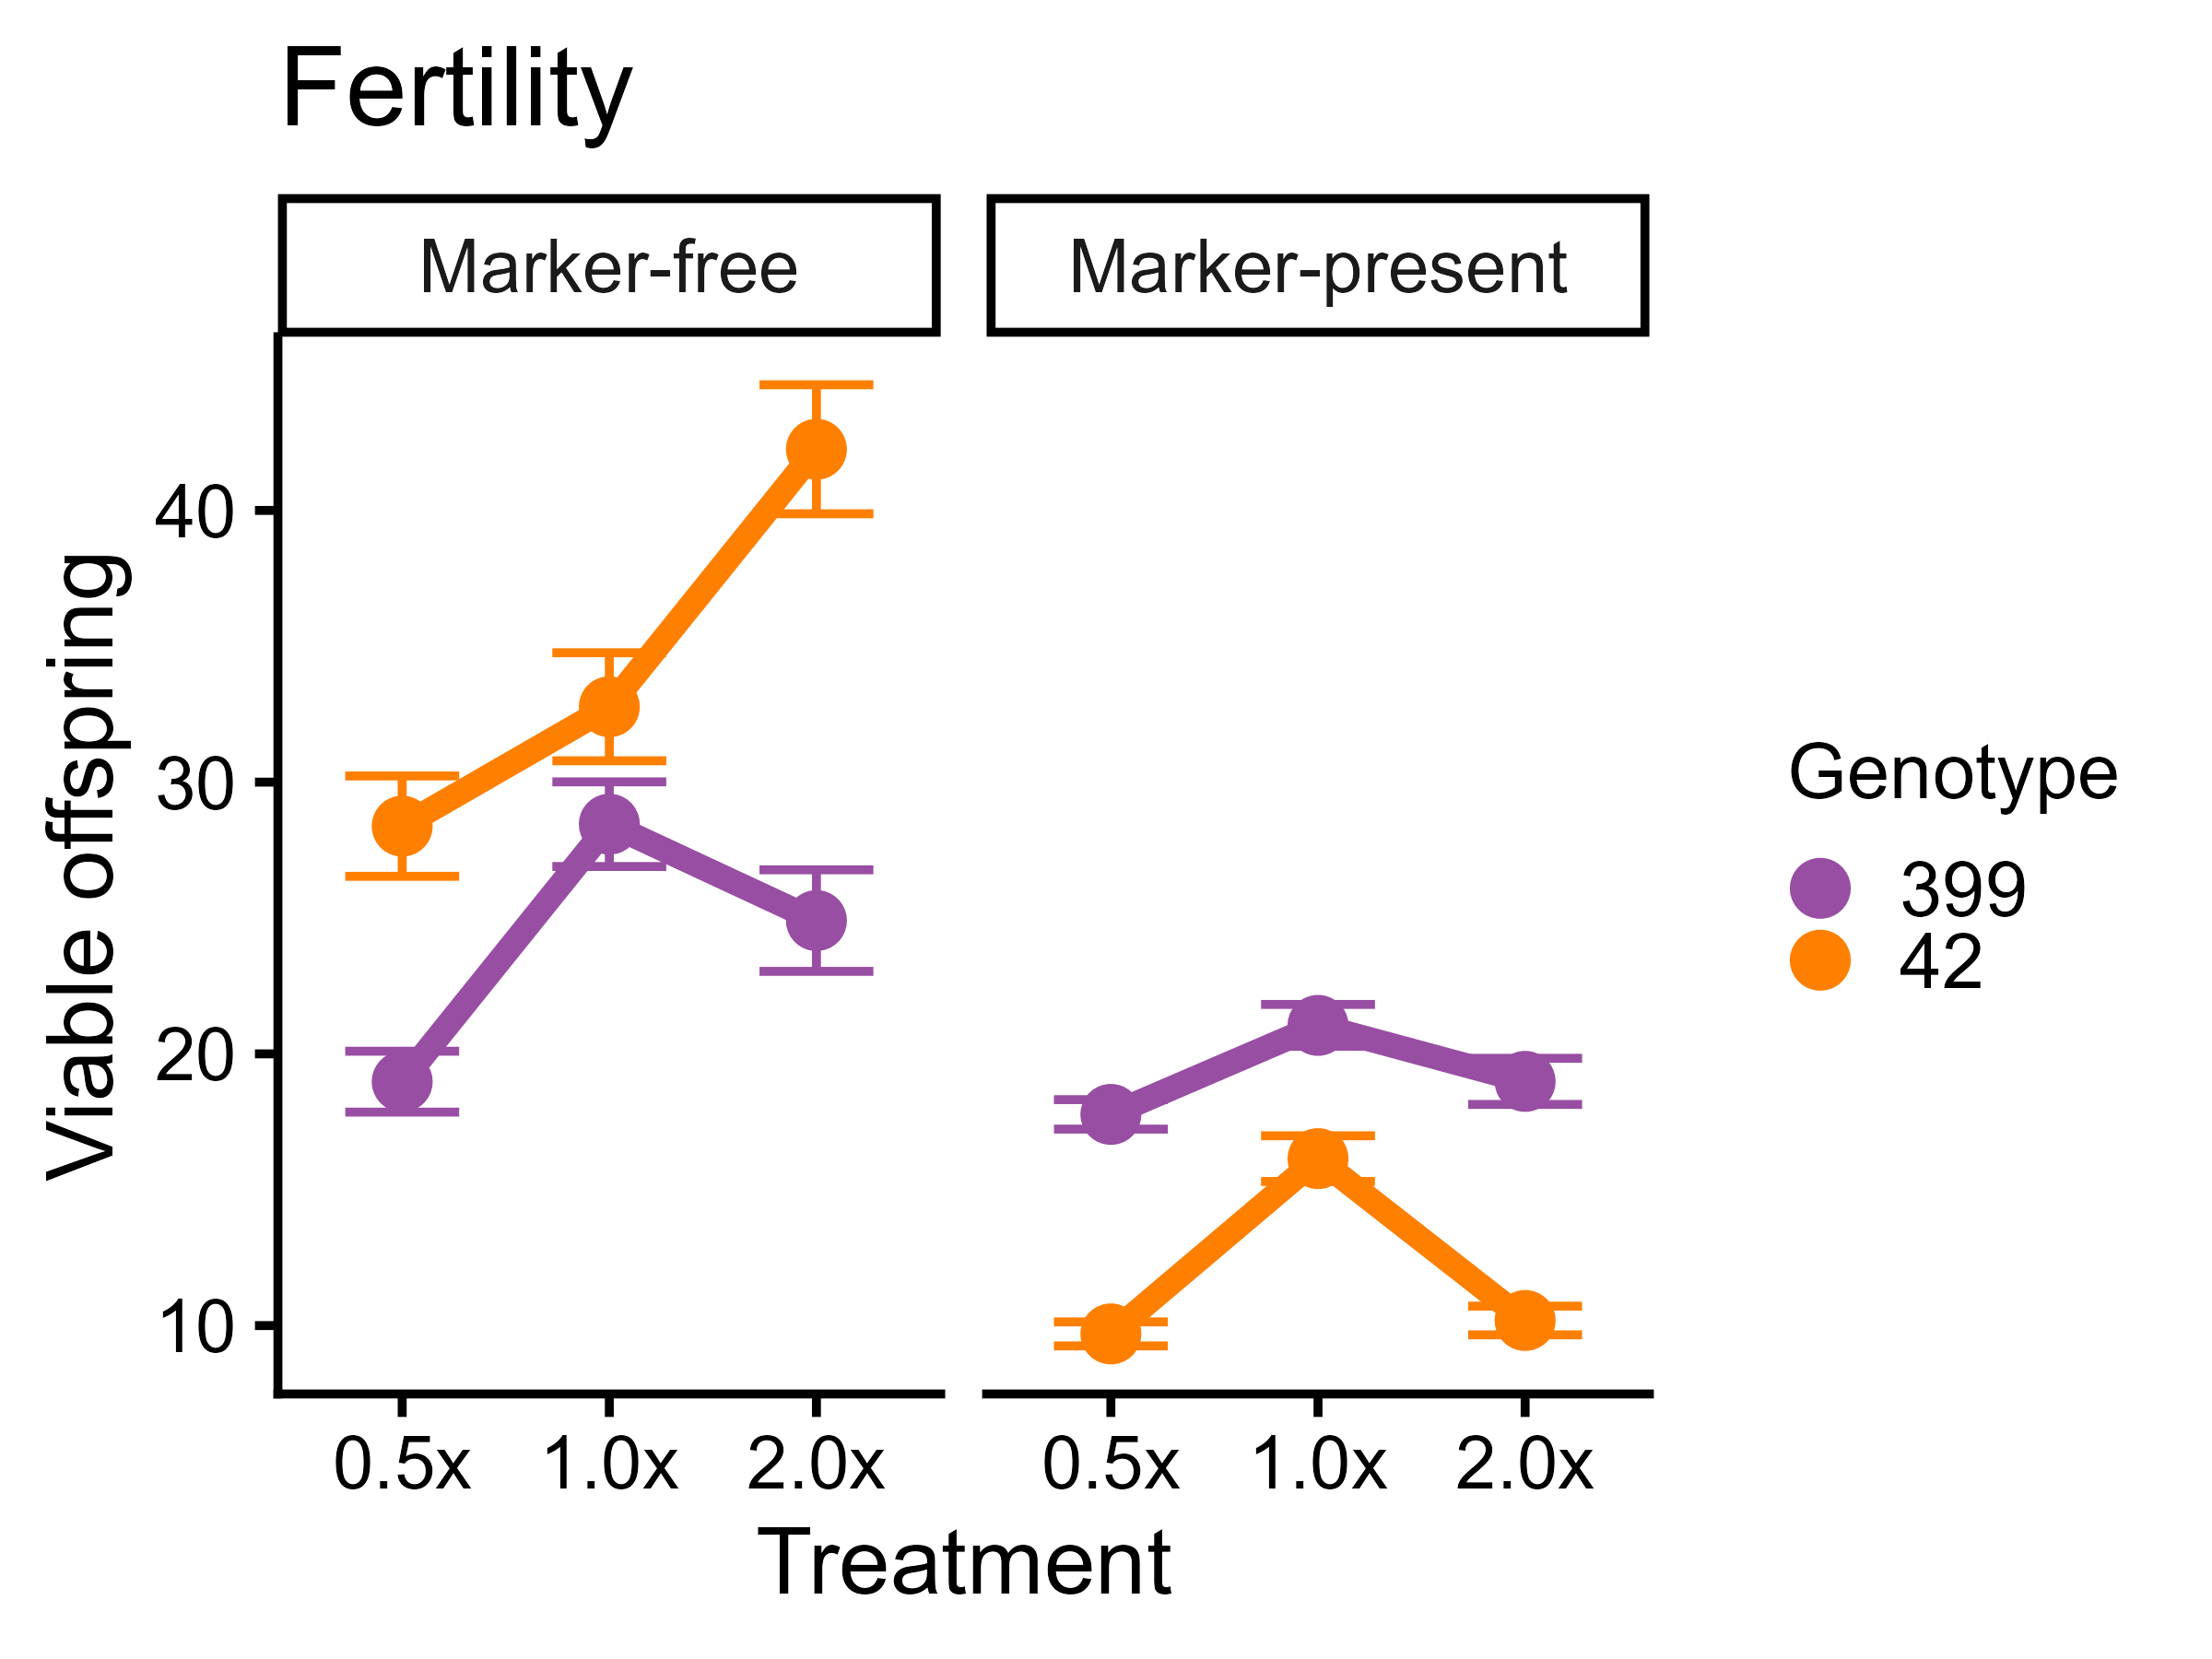 Fertility
Marker-free
Marker-present
Viable offspring
40
30
20
10
0.5x 1.0x 2.0x
0.5x 1.0x 2.0x
Treatment
Genotype
399
42